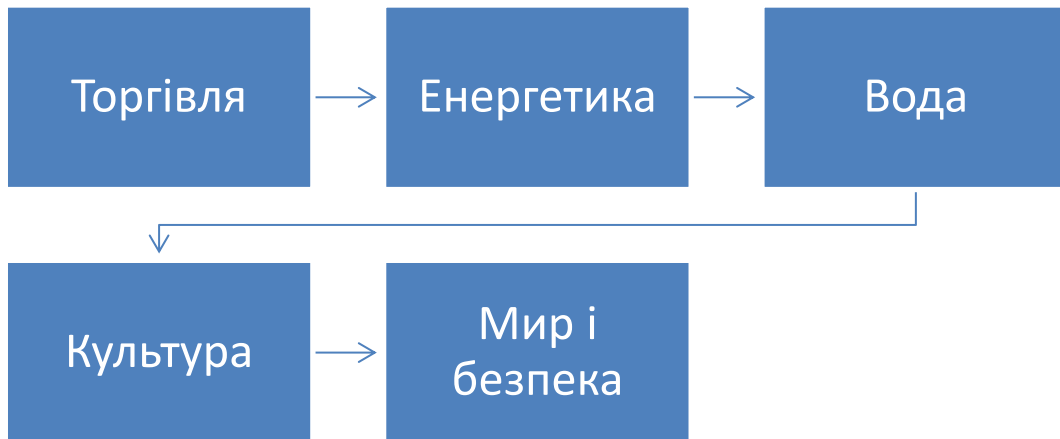 Торгівля
Енергетика
Вода
Культура
Мир і
безпека